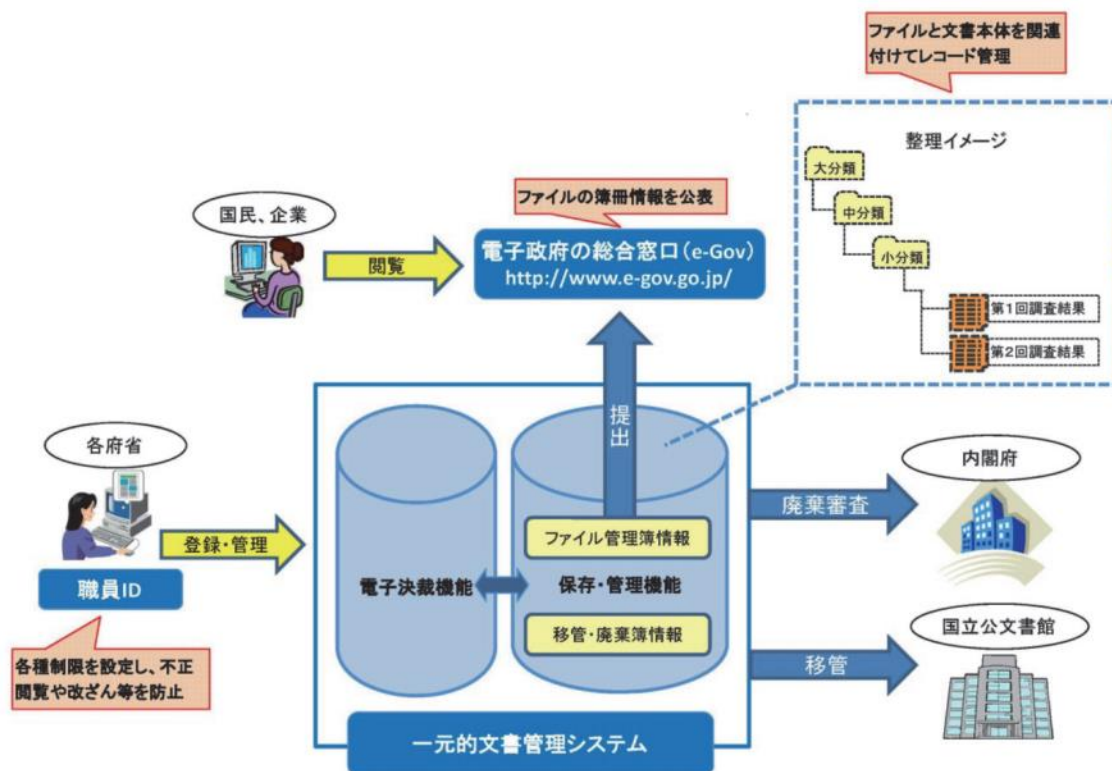 ファイルと文書本体を関連
付けてレコード管理
整理イメージ
大分類
中分類
小分類
第1回調査結果
第2回調査結果
ファイルの簿冊情報を公表
国民、企業
閲覧
電子政府の総合窓口(e-Gov)
http://www.e-gov.go.jp/
提出
各府省
登録・管理
職員ID
各種制限を設定し、不正
閲覧や改ざん等を防止
電子決裁機能
ファイル管理簿情報
保存・管理機能
移管・廃棄簿情報
一元的文書管理システム
廃棄審査
内閣府
移管
国立公文書館